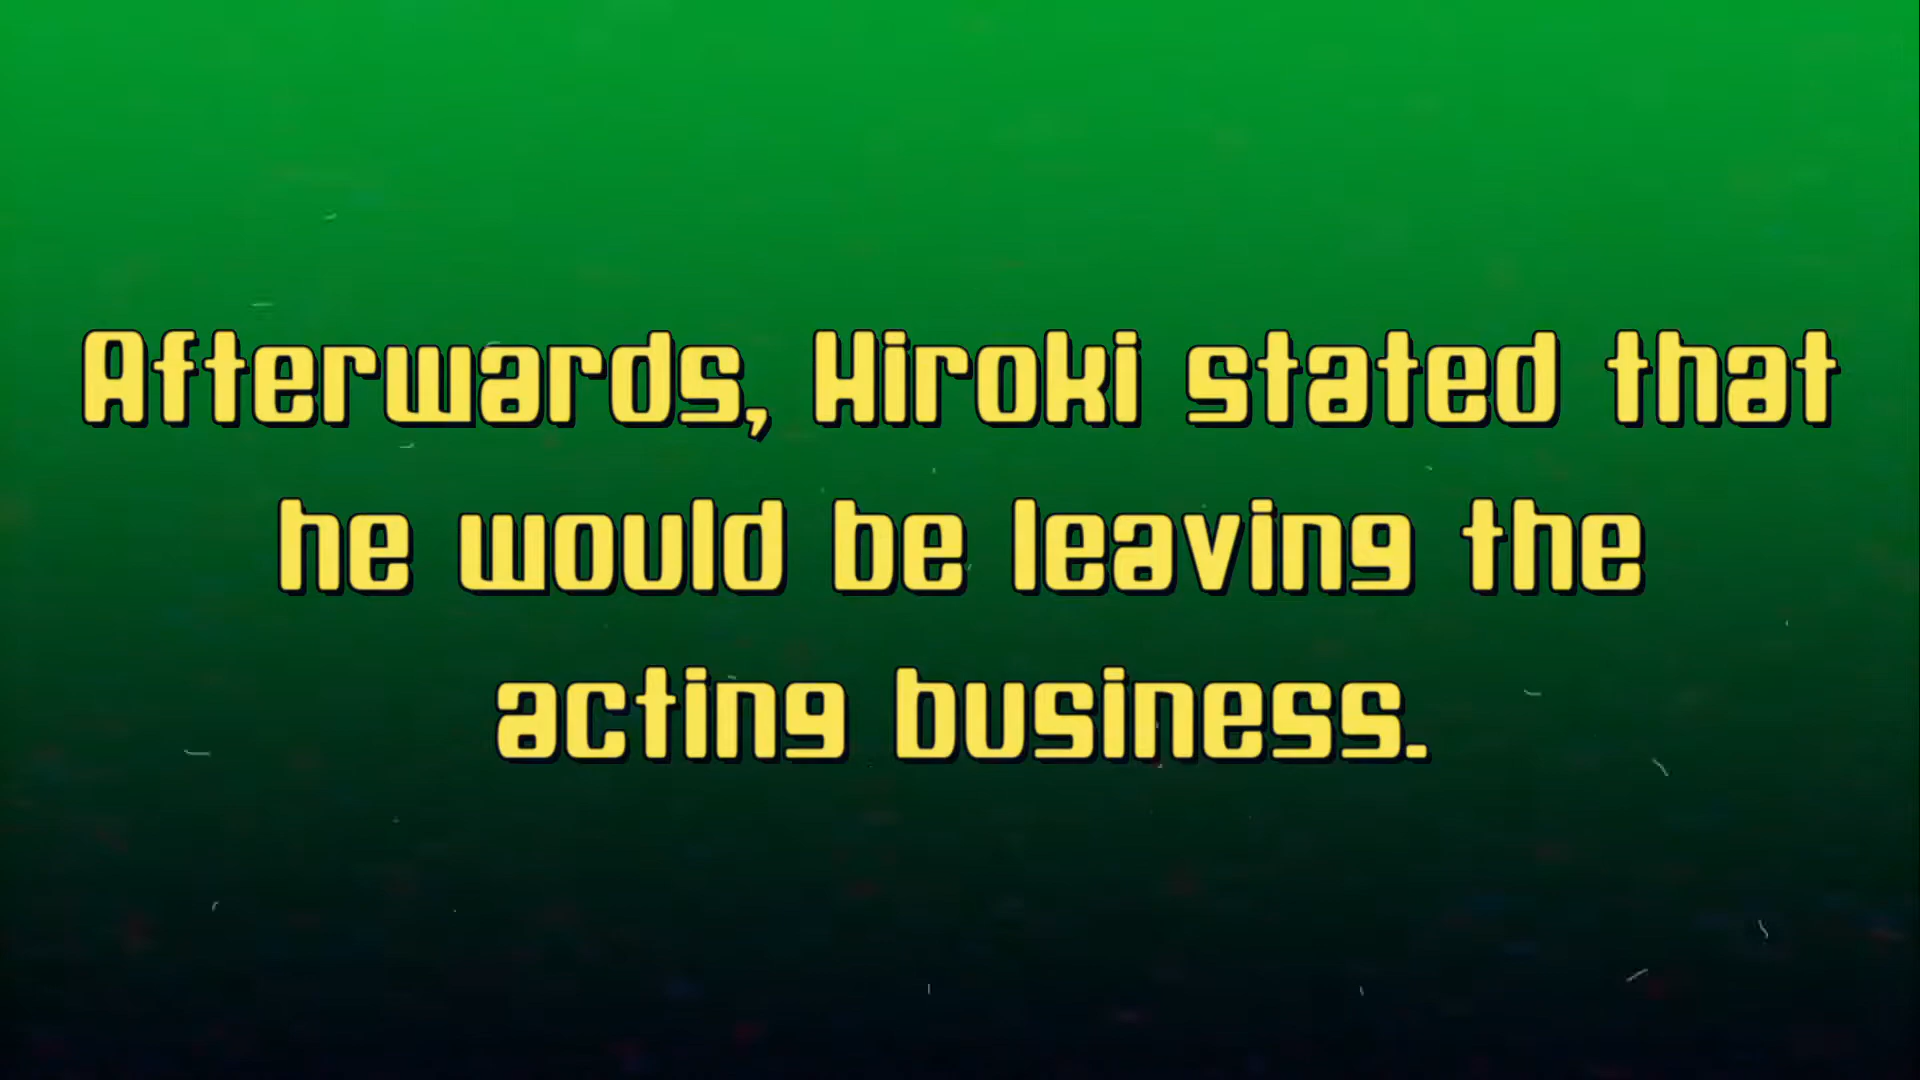 Afterwards, Hiroki stated that
he would be leaving the
acting business.